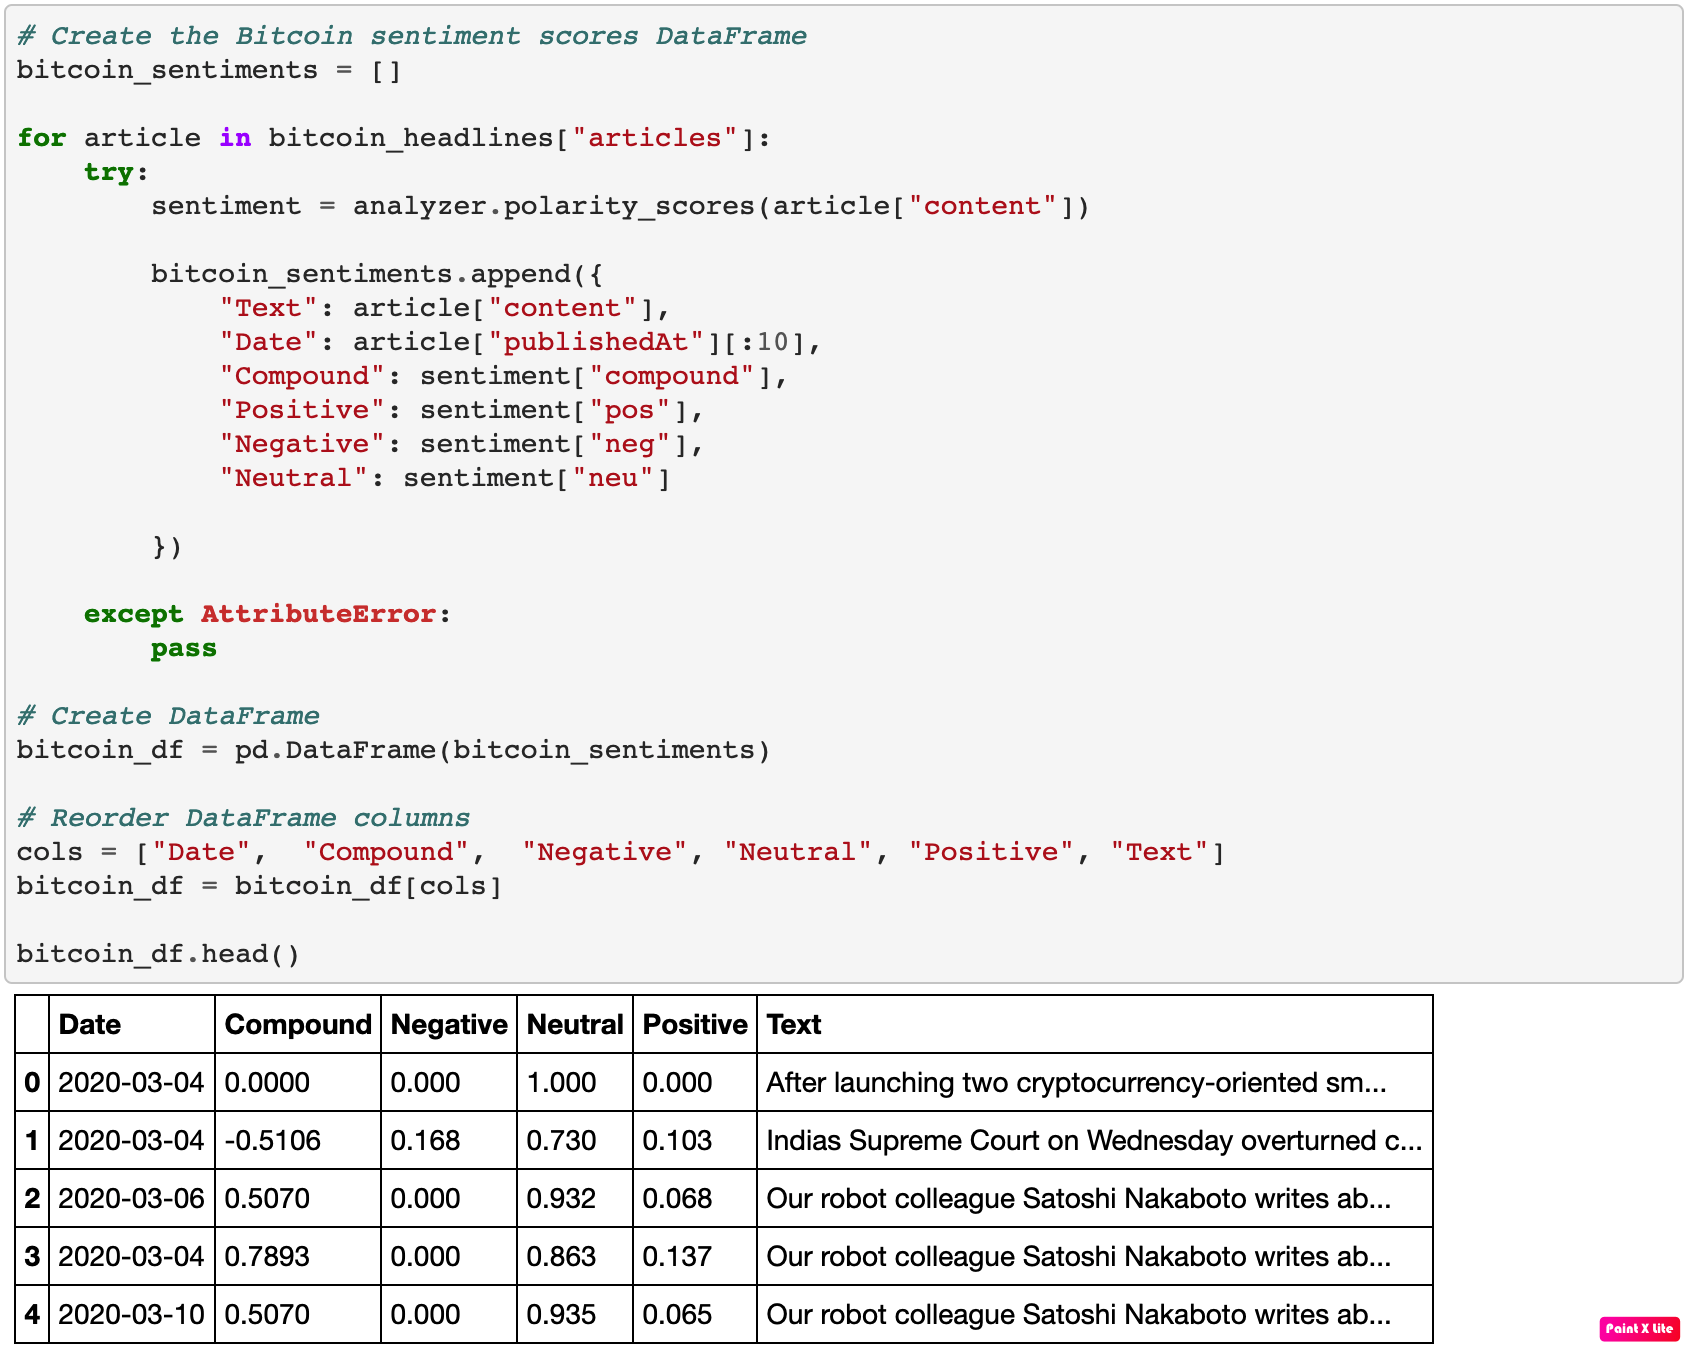 # Create the Bitcoin sentiment scores DataFrame
bitcoin_sentiments = []
for article in bitcoin_headlines["articles"]:
    try:
        sentiment = analyzer.polarity_scores(article["content"])
        bitcoin_sentiments.append({
            "Text": article["content"],
            "Date": article["publishedAt"][:10],
            "Compound": sentiment["compound"],
            "Positive": sentiment["pos"],
            "Negative": sentiment["neg"],
            "Neutral": sentiment["neu"]
        })
    except AttributeError:
        pass
# Create DataFrame
bitcoin_df = pd.DataFrame(bitcoin_sentiments)
# Reorder DataFrame columns
cols = ["Date",  "Compound",  "Negative", "Neutral", "Positive", "Text"]
bitcoin_df = bitcoin_df[cols]
bitcoin_df.head()
Date Compound Negative Neutral Positive Text
0 2020-03-04 0.0000 0.000 1.000 0.000 After launching two cryptocurrency-oriented sm...
1 2020-03-04 -0.5106 0.168 0.730 0.103 Indias Supreme Court on Wednesday overturned c...
2 2020-03-06 0.5070 0.000 0.932 0.068 Our robot colleague Satoshi Nakaboto writes ab...
3 2020-03-04 0.7893 0.000 0.863 0.137 Our robot colleague Satoshi Nakaboto writes ab...
4 2020-03-10 0.5070 0.000 0.935 0.065 Our robot colleague Satoshi Nakaboto writes ab...
Paint X Lite